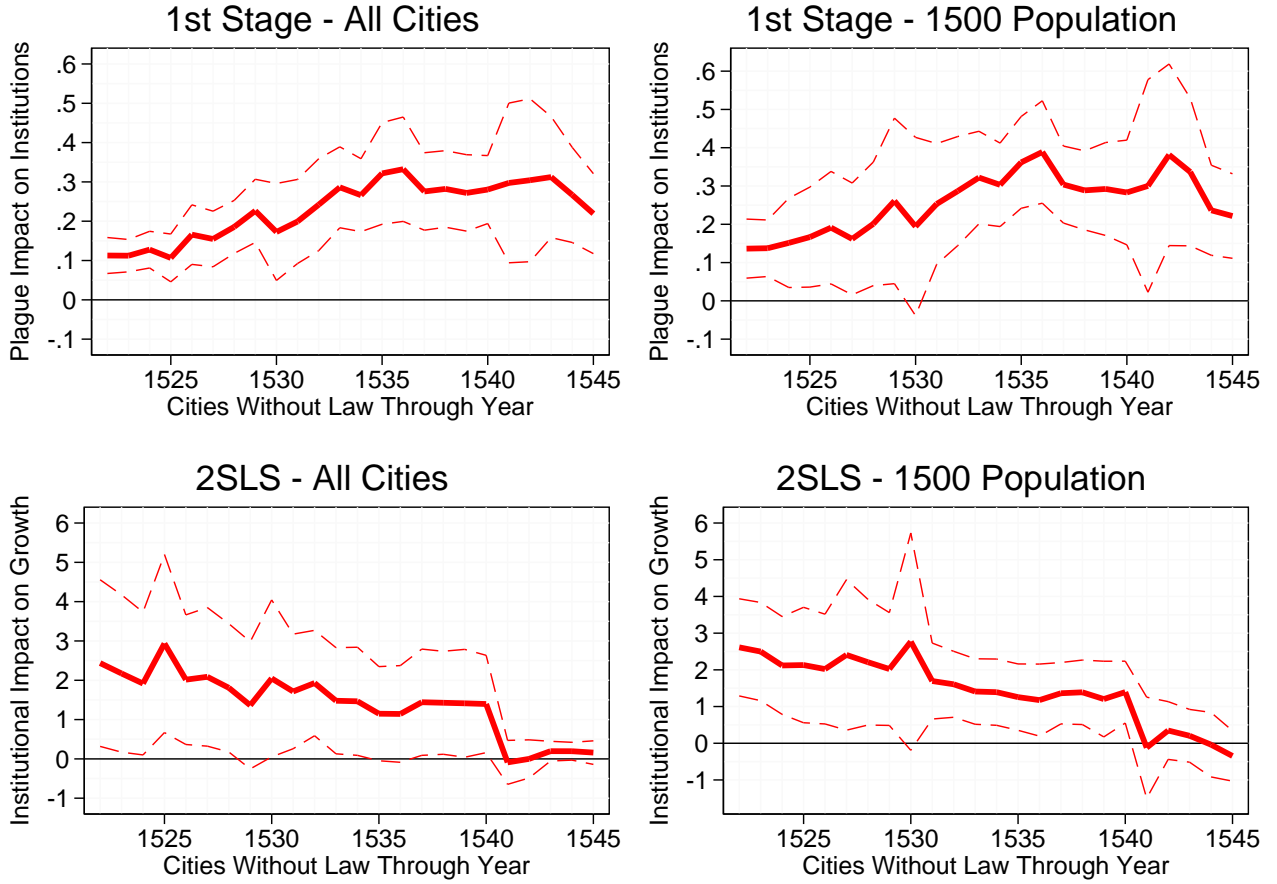 1st Stage - All Cities
Plague Impact on Institutions
.6
.5
.4
.3
.2
.1
0
-.1
1525 1530 1535 1540 1545
Cities Without Law Through Year
1st Stage - 1500 Population
Plague Impact on Institutions
.6
.5
.4
.3
.2
.1
0
-.1
1525 1530 1535 1540 1545
Cities Without Law Through Year
2SLS - All Cities
Institutional Impact on Growth
6
5
4
3
2
1
0
-1
1525 1530 1535 1540 1545
Cities Without Law Through Year
2SLS - 1500 Population
Institutional Impact on Growth
6
5
4
3
2
1
0
-1
1525 1530 1535 1540 1545
Cities Without Law Through Year